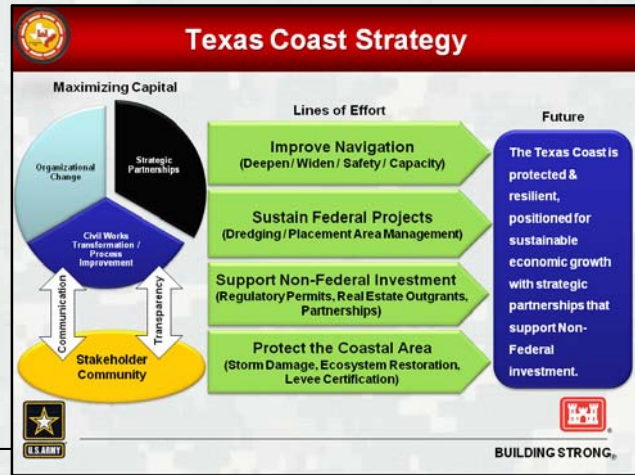 Texas Coast Strategy
Maximizing Capital
Organizational
Change
Strategic
Partnerships
Civil Works
Transformation /
Process
Improvement
Communication
Transparency
Stakeholder
Community
Lines of Effort
Improve Navigation
(Deepen / Widen / Safety / Capacity)
Sustain Federal Projects
(Dredging / Placement Area Management)
Support Non-Federal Investment
(Regulatory Permits, Real Estate Outgrants,
Partnerships)
Protect the Coastal Area
(Storm Damage, Ecosystem Restoration,
Levee Certification)
Future
The Texas Coast is
protected &
resilient,
positioned for
sustainable
economic growth
with strategic
partnerships that
support Non-
Federal
investment.
U.S.ARMY
BUILDING STRONG®